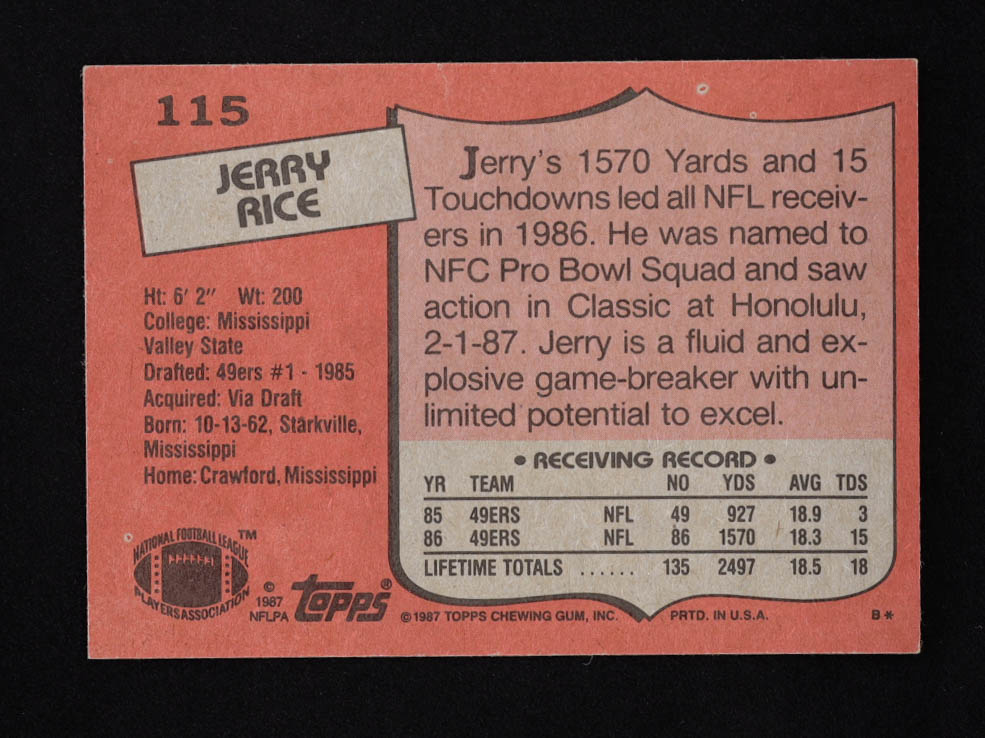 115
JERRY
RICE
Ht: 6' 2" Wt: 200
College: Mississippi
Valley State
Drafted: 49ers #1 - 1985
Acquired: Via Draft
Born: 10-13-62, Starkville,
Mississippi
Home: Crawford, Mississippi
Jerry's 1570 Yards and 15
Touchdowns led all NFL receiv-
ers in 1986. He was named to
NFC Pro Bowl Squad and saw
action in Classic at Honolulu,
2-1-87. Jerry is a fluid and ex-
plosive game-breaker with un-
limited potential to excel.
• RECEIVING RECORD •
YR TEAM NO YDS AVG TDS
85 49ERS NFL 49 927 18.9 3
86 49ERS NFL 86 1570 18.3 15
LIFETIME TOTALS ...... 135 2497 18.5 18
NATIONAL FOOTBALL LEAGUE ™
PLAYERS ASSOCIATION
©
1987
NFLPA
topps®
©1987 TOPPS CHEWING GUM, INC. PRTD. IN U.S.A. B*